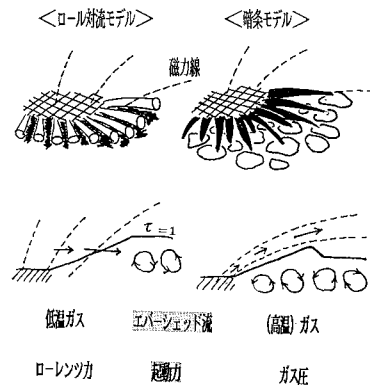 ＜ロール対流モデル＞ ＜暗条モデル＞
磁力線
τ=1
低温ガス エバーシェッド流 (高温) ガス
ローレンツ力 起動力 ガス圧